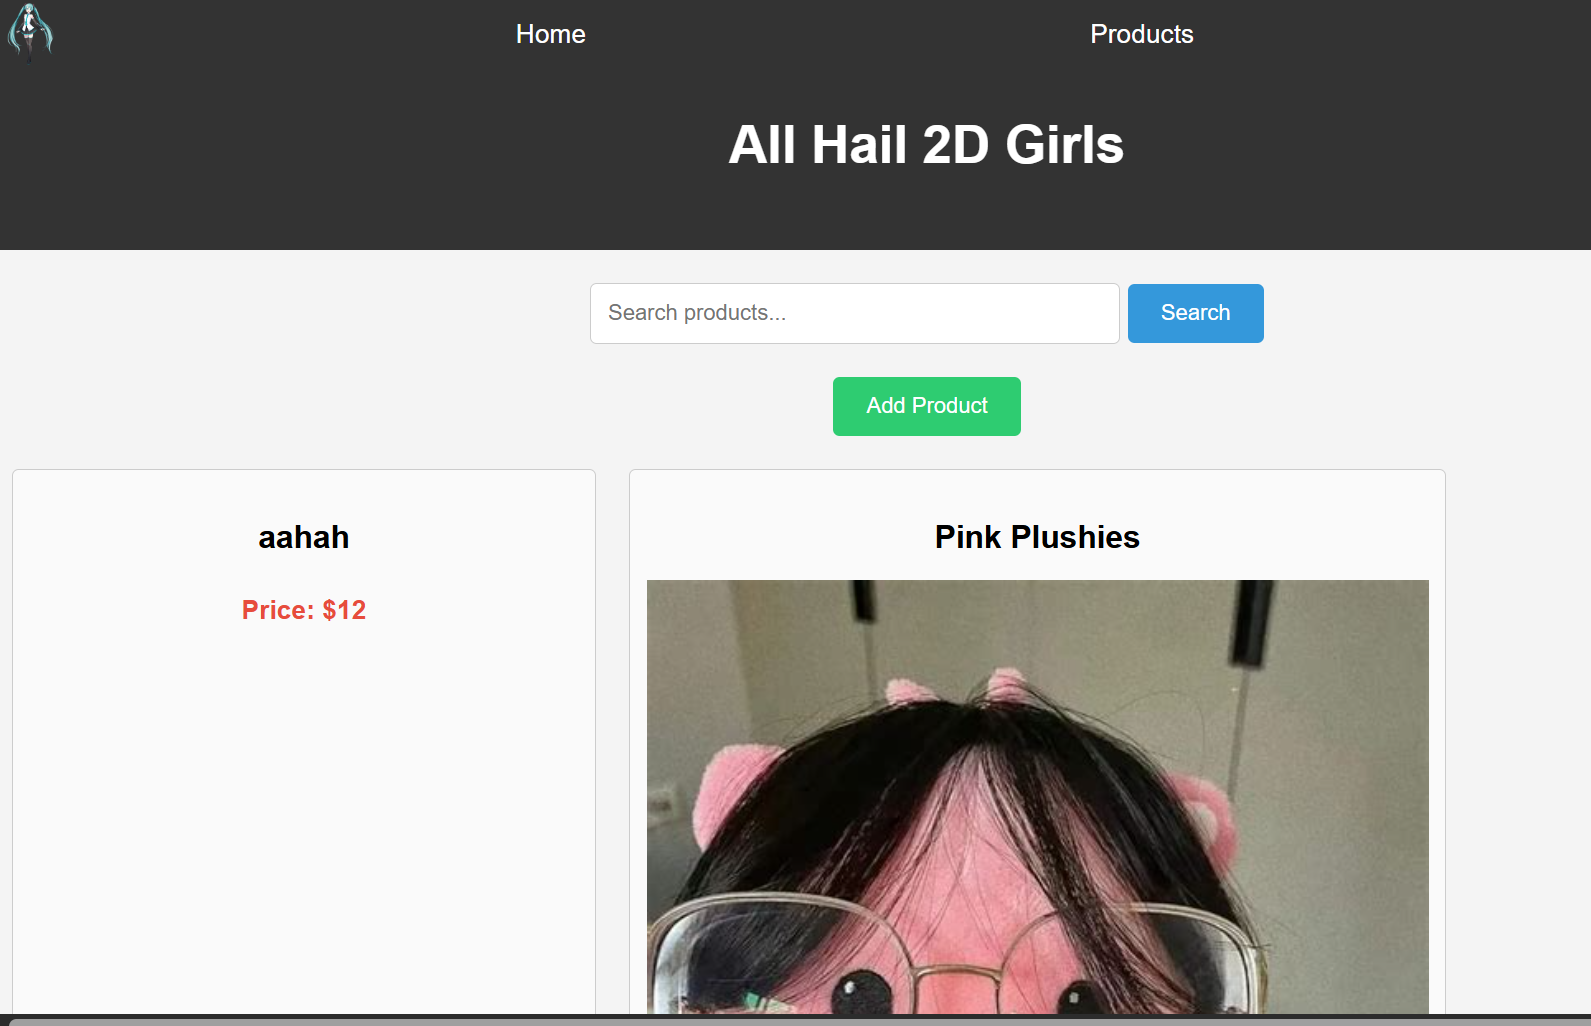 Home
Products
All Hail 2D Girls
Search products...
Search
Add Product
aahah
Price: $12
Pink Plushies